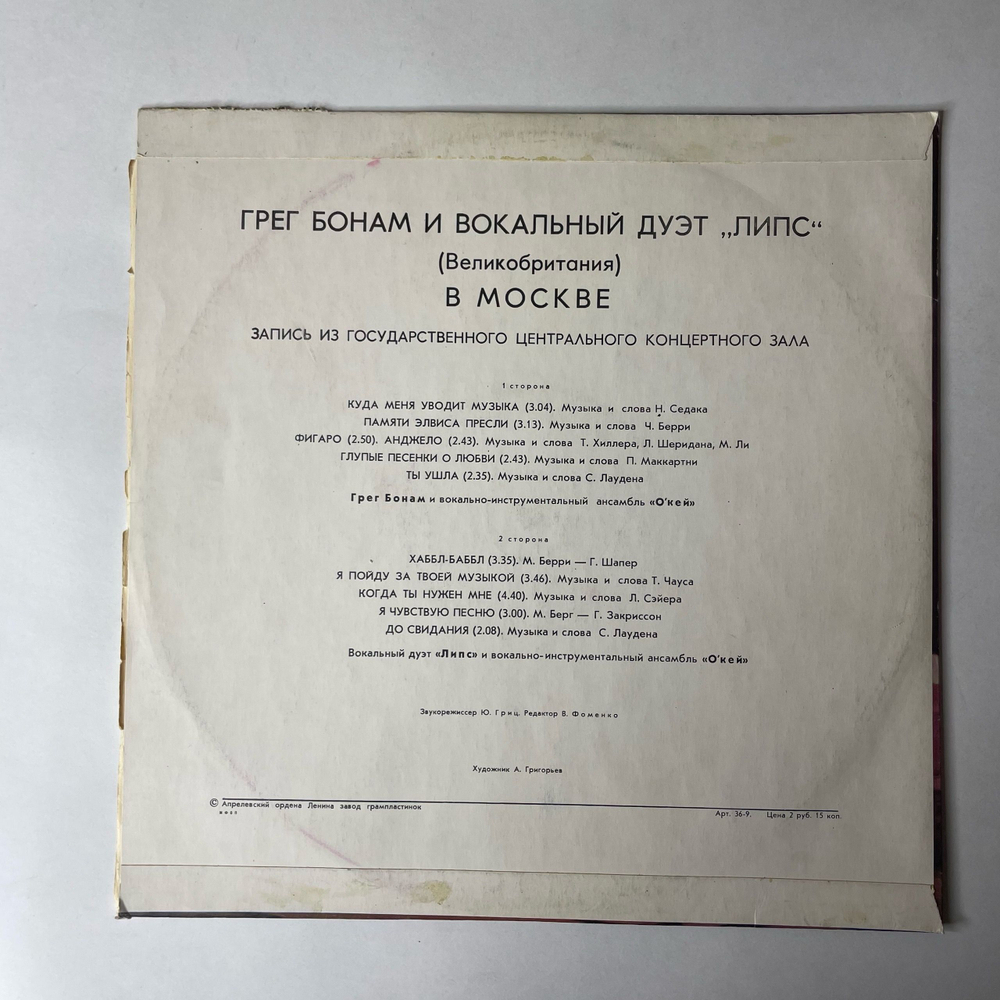 ГРЕГ БОНАМ И ВОКАЛЬНЫЙ ДУЭТ „ЛИПС“
(Великобритания)
В МОСКВЕ
ЗАПИСЬ ИЗ ГОСУДАРСТВЕННОГО ЦЕНТРАЛЬНОГО КОНЦЕРТНОГО ЗАЛА
1 сторона
КУДА МЕНЯ УВОДИТ МУЗЫКА (3.04). Музыка и слова Н. Седака
ПАМЯТИ ЭЛВИСА ПРЕСЛИ (3.13). Музыка и слова Ч. Берри
ФИГАРО (2.50). АНДЖЕЛО (2.43). Музыка и слова Т. Хиллера, Л. Шеридана, М. Ли
ГЛУПЫЕ ПЕСЕНКИ О ЛЮБВИ (2.43). Музыка и слова П. Маккартни
ТЫ УШЛА (2.35). Музыка и слова С. Лаудена
Грег Бонам и вокально-инструментальный ансамбль «О'кей»
2 сторона
ХАББЛ-БАББЛ (3.35). М. Берри — Г. Шапер
Я ПОЙДУ ЗА ТВОЕЙ МУЗЫКОЙ (3.46). Музыка и слова Т. Чауса
КОГДА ТЫ НУЖЕН МНЕ (4.40). Музыка и слова Л. Сэйера
Я ЧУВСТВУЮ ПЕСНЮ (3.00). М. Берг — Г. Закриссон
ДО СВИДАНИЯ (2.08). Музыка и слова С. Лаудена
Вокальный дуэт «Липс» и вокально-инструментальный ансамбль «О'кей»
Звукорежиссер Ю. Гриц. Редактор В. Фоменко
Художник А. Григорьев
© Апрелевский ордена Ленина завод грампластинок
Арт. 36-9. Цена 2 руб. 15 коп.